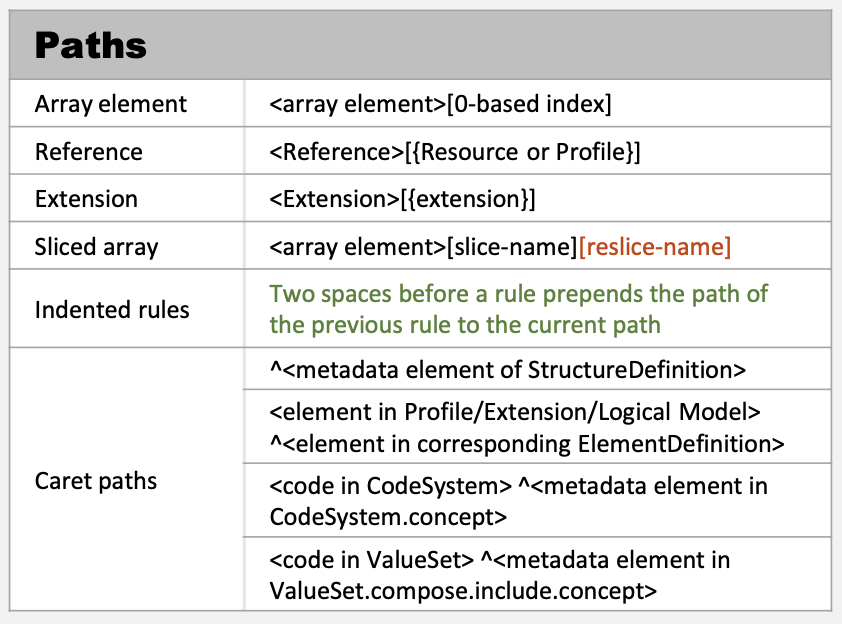 Paths
Array element
<array element>[0-based index]
Reference
<Reference>[{Resource or Profile}]
Extension
<Extension>[{extension}]
Sliced array
<array element>[slice-name][reslice-name]
Indented rules
Two spaces before a rule prepends the path of
the previous rule to the current path
Caret paths
^<metadata element of StructureDefinition>
<element in Profile/Extension/Logical Model>
^<element in corresponding ElementDefinition>
<code in CodeSystem> ^<metadata element in
CodeSystem.concept>
<code in ValueSet> ^<metadata element in
ValueSet.compose.include.concept>